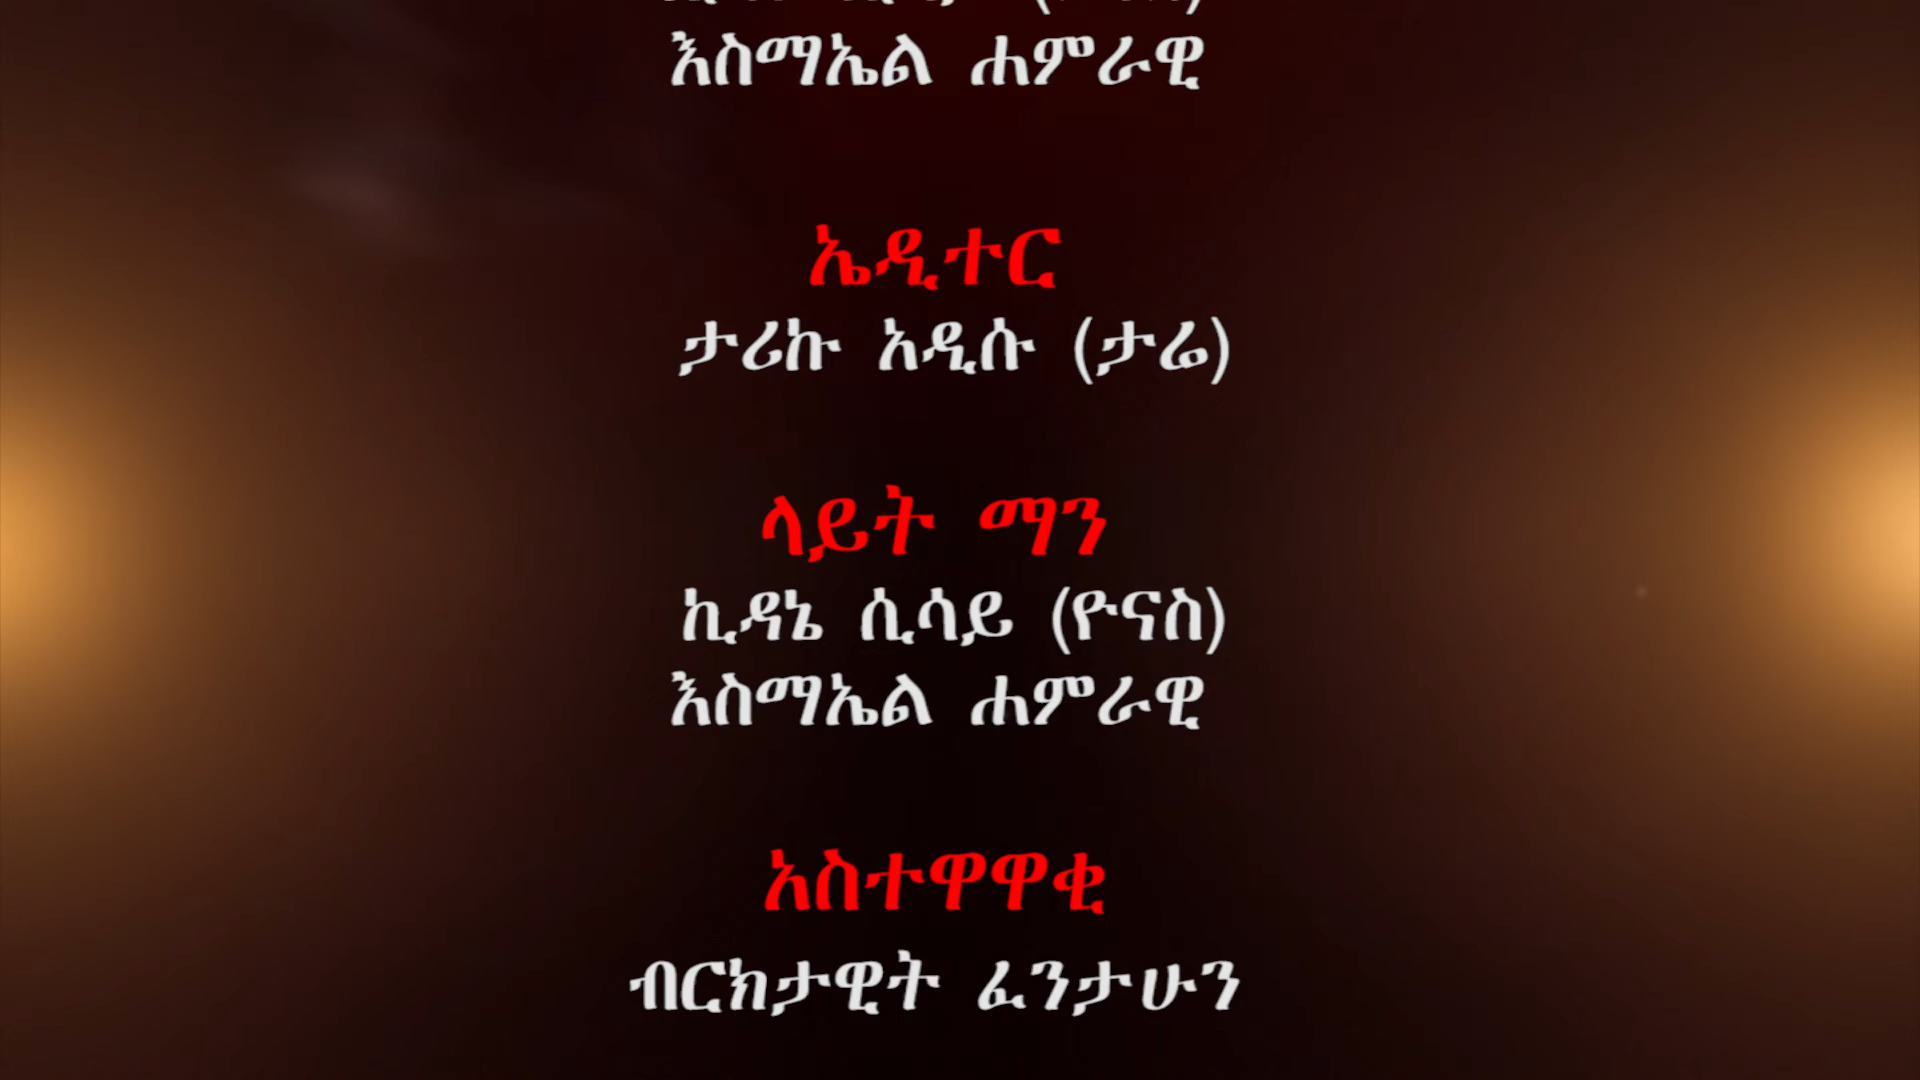 እስማኤል ሐምራዊ
ኤዲተር
ታሪኩ አዲሱ (ታሬ)
ላይት ማን
ኪዳኔ ሲሳይ (ዮናስ)
እስማኤል ሐምራዊ
አስተዋዋቂ
ብርክታዊት ፈንታሁን